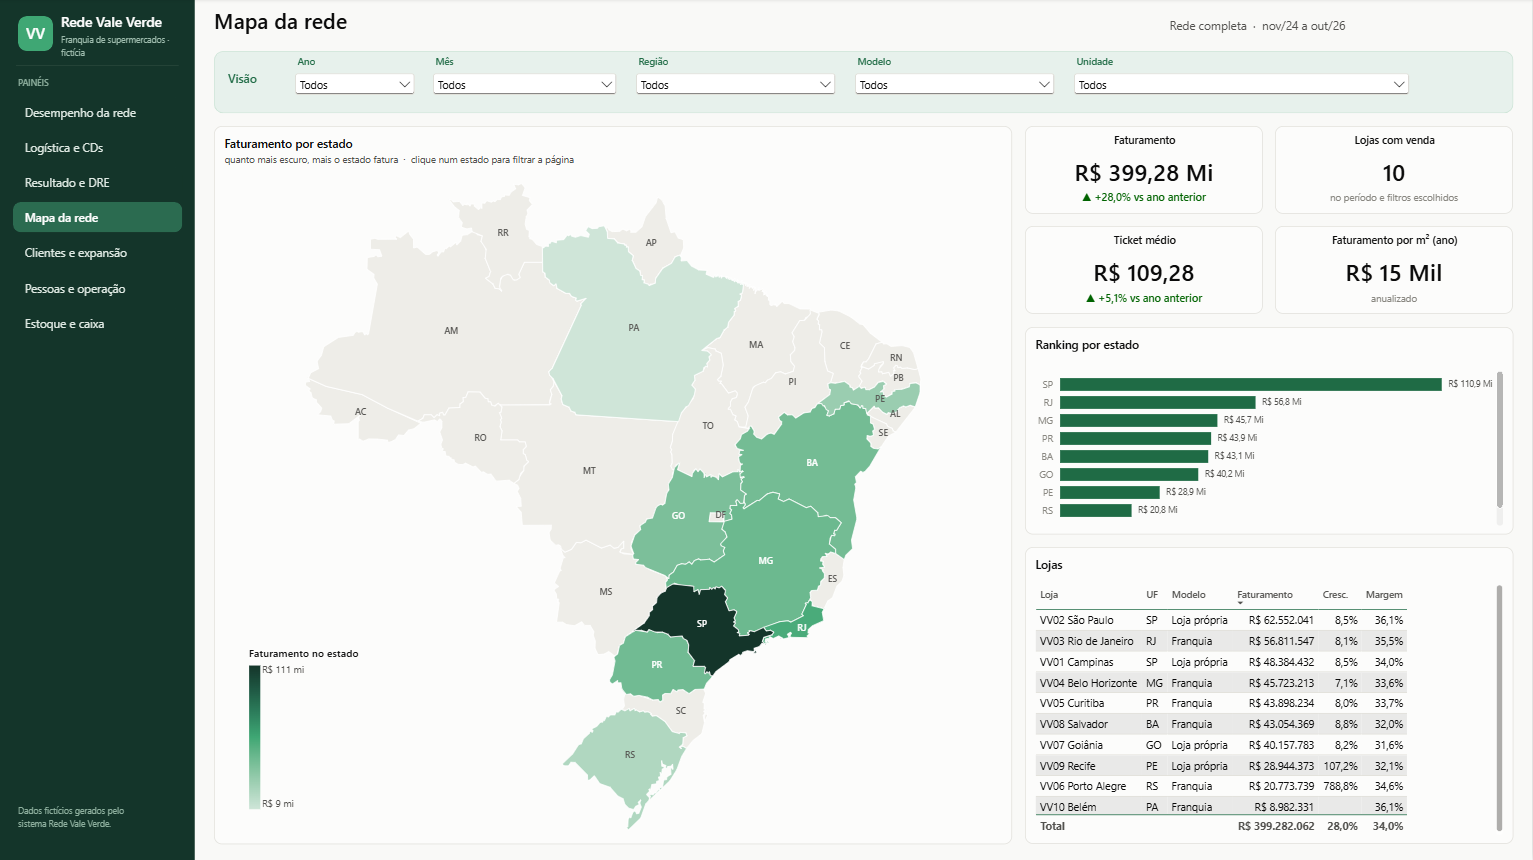 VV
Rede Vale Verde
Franquia de supermercados ·
fictícia
PAINÉIS
Desempenho da rede
Logística e CDs
Resultado e DRE
Mapa da rede
Clientes e expansão
Pessoas e operação
Estoque e caixa
Dados fictícios gerados pelo
sistema Rede Vale Verde.
Mapa da rede
Rede completa · nov/24 a out/26
Visão
Ano
Todos
Mês
Todos
Região
Todos
Modelo
Todos
Unidade
Todos
Faturamento por estado
quanto mais escuro, mais o estado fatura · clique num estado para filtrar a página
RR
AP
AM
PA
MA
CE
RN
PB
PI
PE
AL
SE
AC
RO
TO
MT
BA
GO
DF
MG
ES
MS
SP
RJ
PR
SC
RS
Faturamento no estado
R$ 111 mi
R$ 9 mi
Faturamento
R$ 399,28 Mi
▲ +28,0% vs ano anterior
Lojas com venda
10
no período e filtros escolhidos
Ticket médio
R$ 109,28
▲ +5,1% vs ano anterior
Faturamento por m² (ano)
R$ 15 Mil
anualizado
Ranking por estado
SP R$ 110,9 Mi
RJ R$ 56,8 Mi
MG R$ 45,7 Mi
PR R$ 43,9 Mi
BA R$ 43,1 Mi
GO R$ 40,2 Mi
PE R$ 28,9 Mi
RS R$ 20,8 Mi
Lojas
Loja UF Modelo Faturamento Cresc. Margem
VV02 São Paulo SP Loja própria R$ 62.552.041 8,5% 36,1%
VV03 Rio de Janeiro RJ Franquia R$ 56.811.547 8,1% 35,5%
VV01 Campinas SP Loja própria R$ 48.384.432 8,5% 34,0%
VV04 Belo Horizonte MG Franquia R$ 45.723.213 7,1% 33,6%
VV05 Curitiba PR Franquia R$ 43.898.234 8,0% 33,7%
VV08 Salvador BA Franquia R$ 43.054.369 8,8% 32,0%
VV07 Goiânia GO Loja própria R$ 40.157.783 8,2% 31,6%
VV09 Recife PE Loja própria R$ 28.944.373 107,2% 32,1%
VV06 Porto Alegre RS Franquia R$ 20.773.739 788,8% 34,6%
VV10 Belém PA Franquia R$ 8.982.331 36,1%
Total R$ 399.282.062 28,0% 34,0%